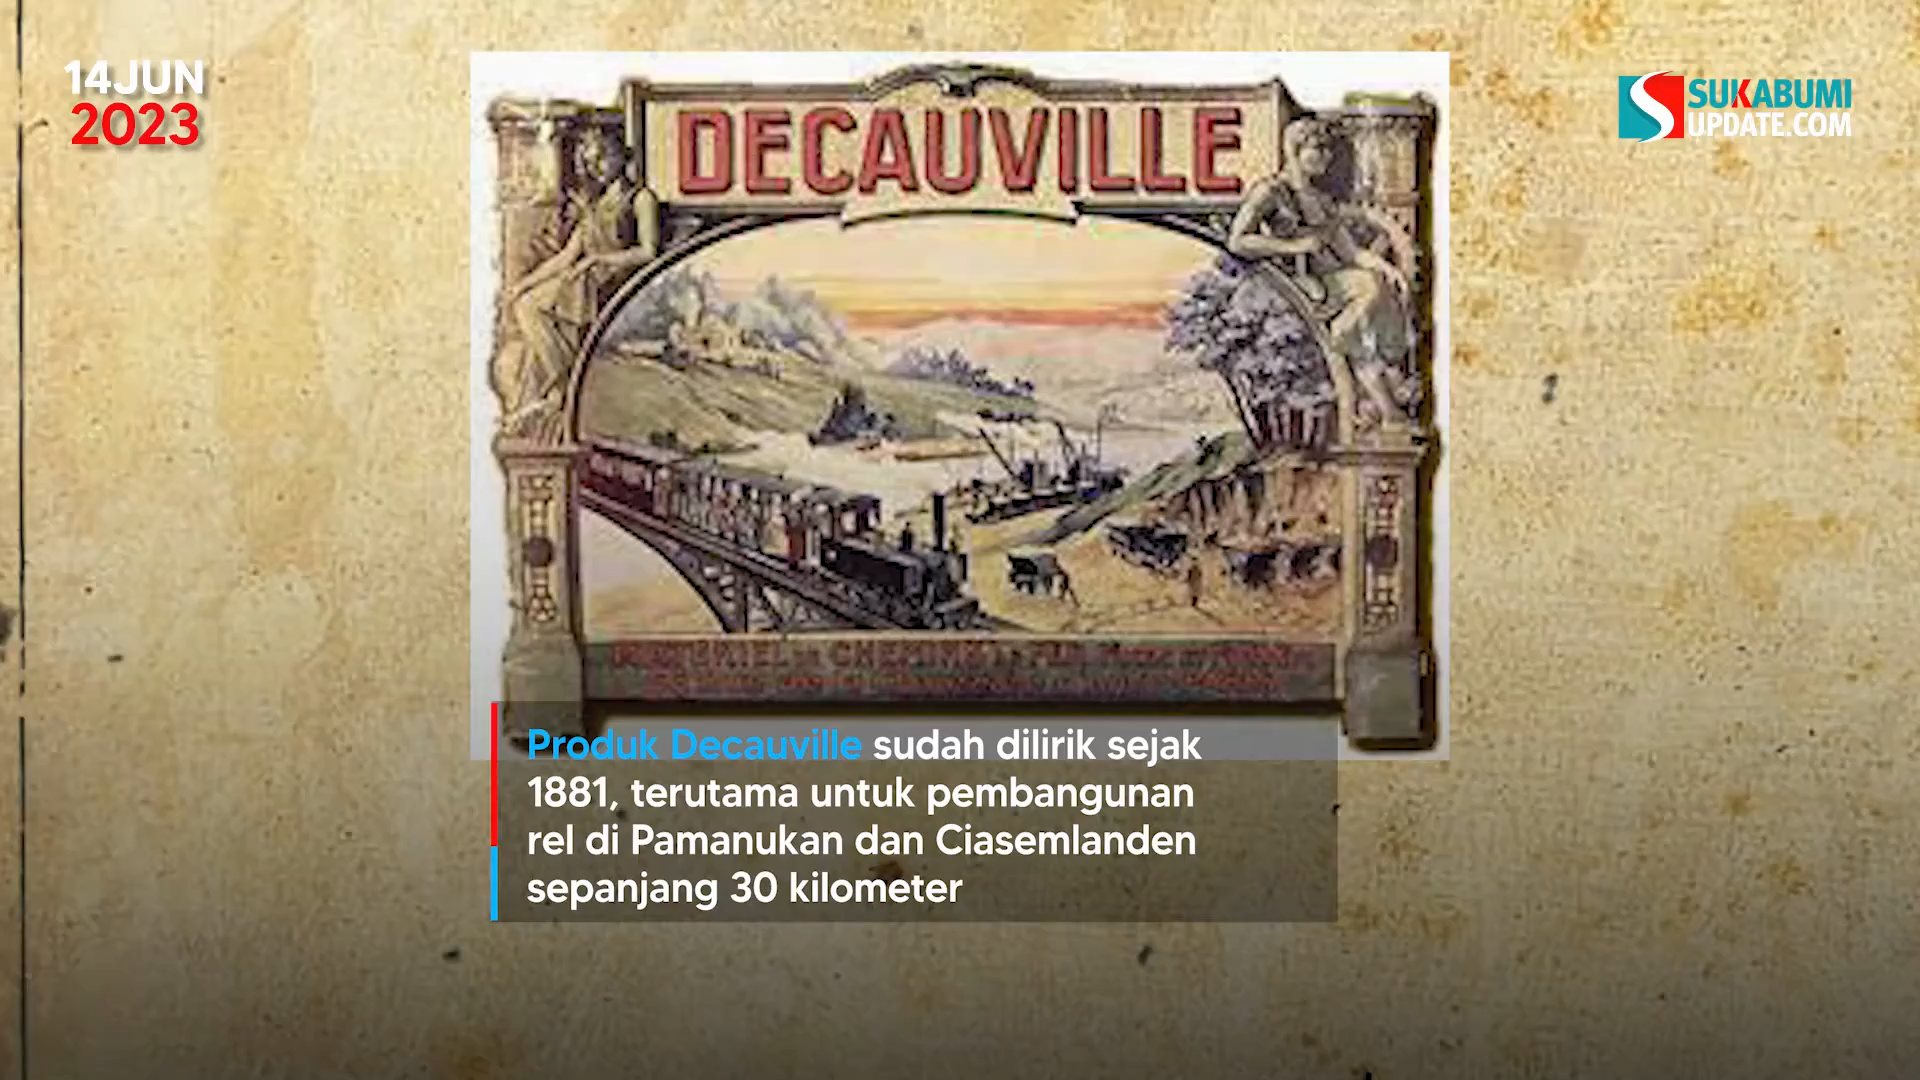 14JUN
2023
SUKABUMI
UPDATE.COM
DECAUVILLE
Produk Decauville sudah dilirik sejak
1881, terutama untuk pembangunan
rel di Pamanukan dan Ciasemlanden
sepanjang 30 kilometer